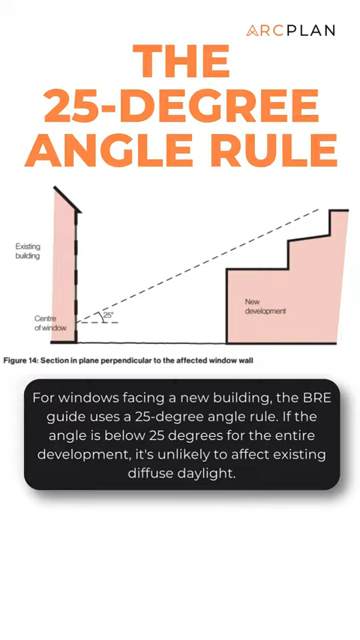 ARCPLAN
THE
25-DEGREE
ANGLE RULE
Existing
building
Centre
of window
25°
New
development
Figure 14: Section in plane perpendicular to the affected window wall
For windows facing a new building, the BRE
guide uses a 25-degree angle rule. If the
angle is below 25 degrees for the entire
development, it's unlikely to affect existing
diffuse daylight.